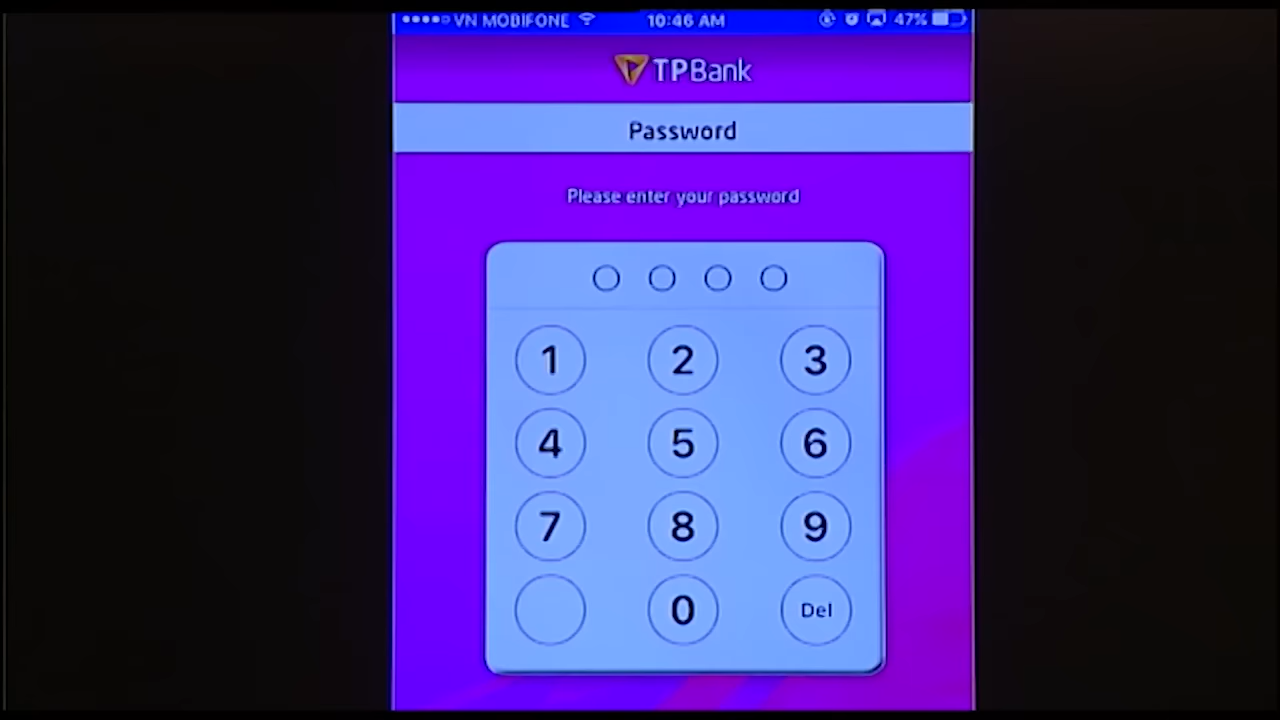 VN MOBIFONE 10:46 AM 47%
TPBank
Password
Please enter your password
1 2 3
4 5 6
7 8 9
0 Del